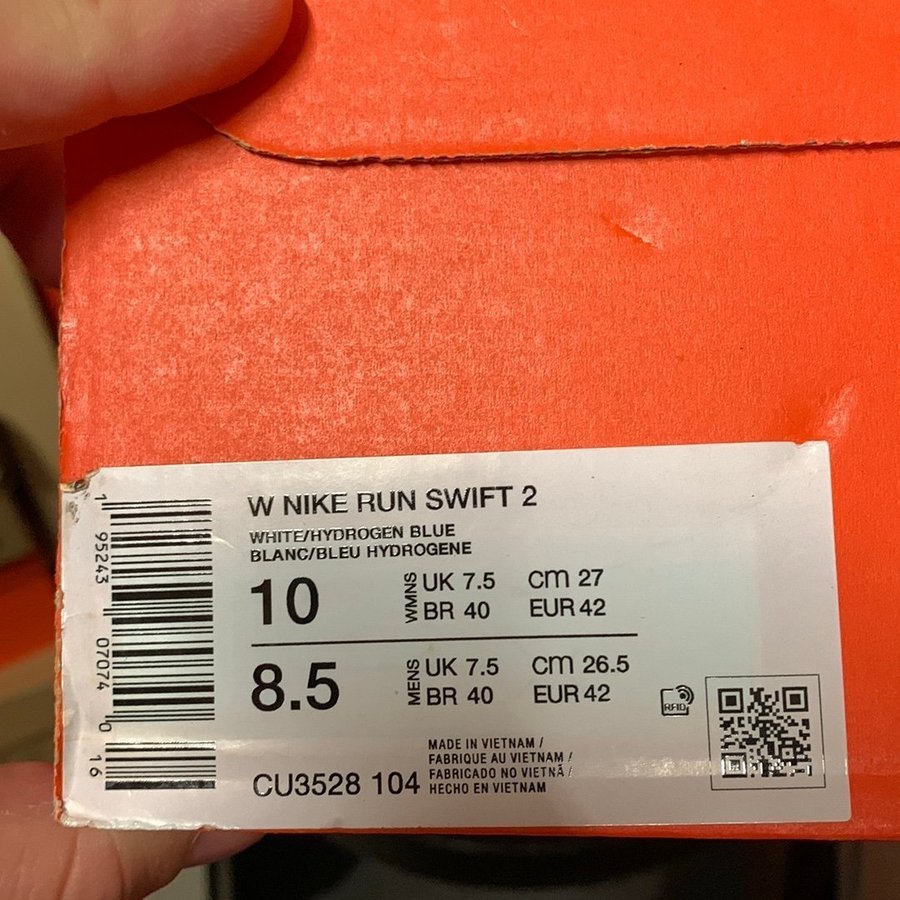 W NIKE RUN SWIFT 2
WHITE/HYDROGEN BLUE
BLANC/BLEU HYDROGENE
10 WMNS UK 7.5 CM 27
BR 40 EUR 42
8.5 MENS UK 7.5 CM 26.5
BR 40 EUR 42
RFID
CU3528 104
MADE IN VIETNAM /
FABRIQUE AU VIETNAM /
FABRICADO NO VIETNÃ /
HECHO EN VIETNAM
1 95243 07074 0 16